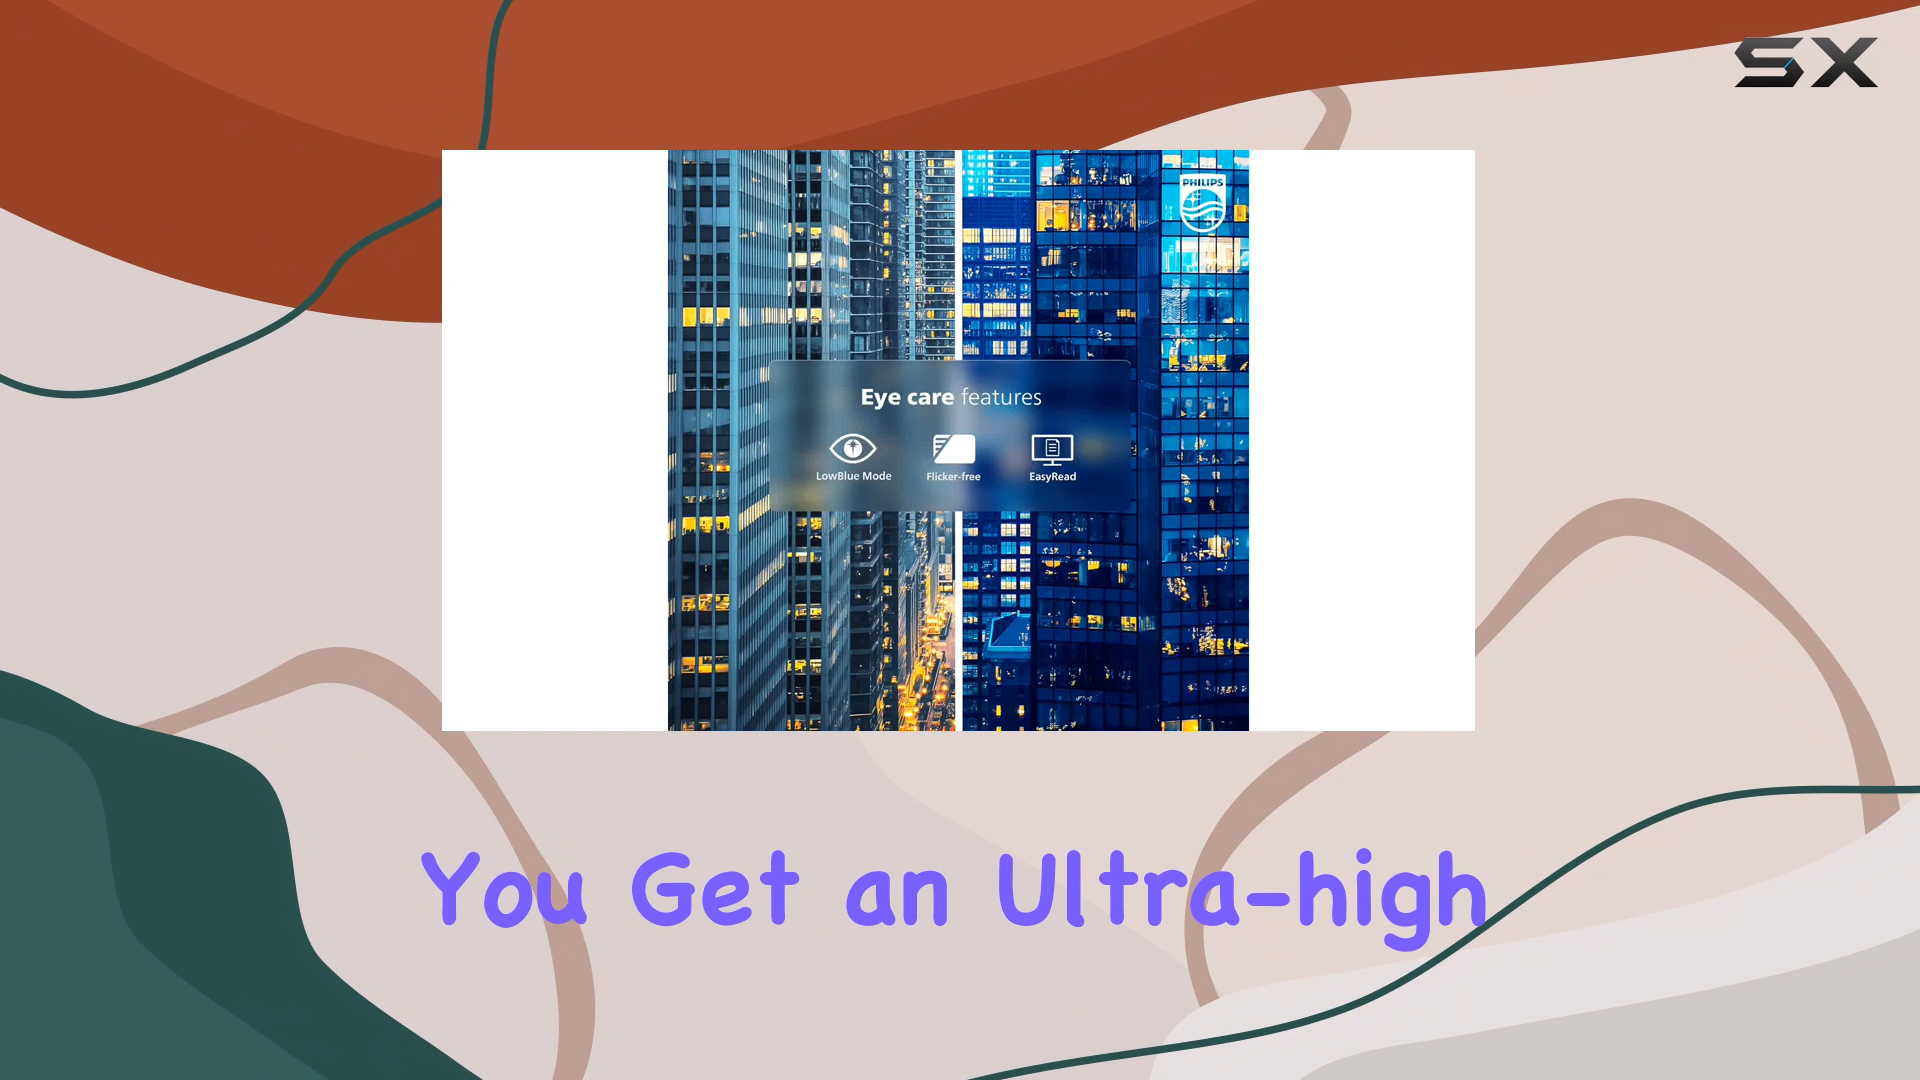 SX
PHILIPS
Eye care features
LowBlue Mode Flicker-free EasyRead
You Get an Ultra-high